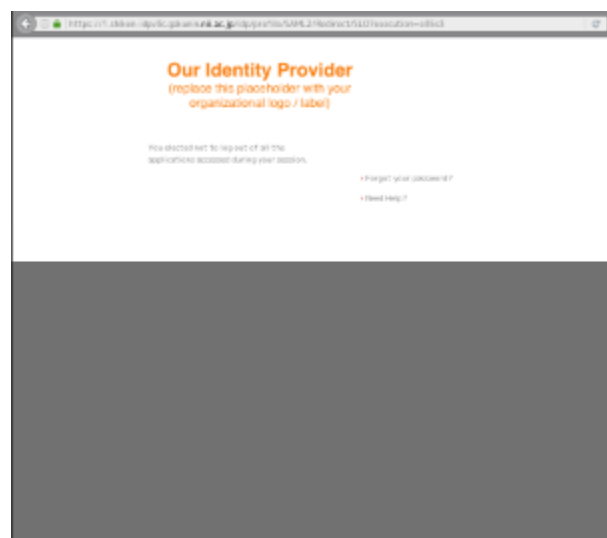 Our Identity Provider
(replace this placeholder with your
organizational logo / label)
You elected not to log out of all the
applications accessed during your session.
› Forgot your password?
› Need Help?